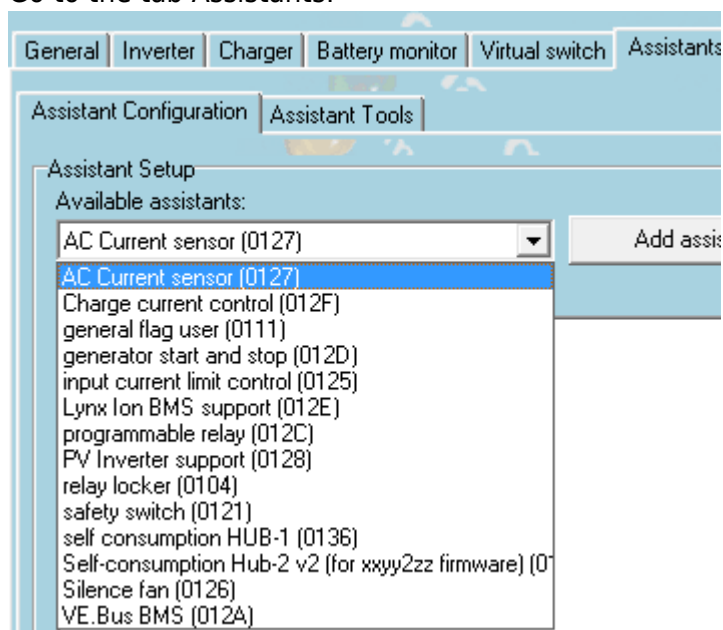 Go to the tab Assistants.
General Inverter Charger Battery monitor Virtual switch Assistants
Assistant Configuration Assistant Tools
Assistant Setup
Available assistants:
AC Current sensor (0127) Add assis
AC Current sensor (0127)
Charge current control (012F)
general flag user (0111)
generator start and stop (012D)
input current limit control (0125)
Lynx Ion BMS support (012E)
programmable relay (012C)
PV Inverter support (0128)
relay locker (0104)
safety switch (0121)
self consumption HUB-1 (0136)
Self-consumption Hub-2 v2 (for xxyy2zz firmware) (0
Silence fan (0126)
VE.Bus BMS (012A)